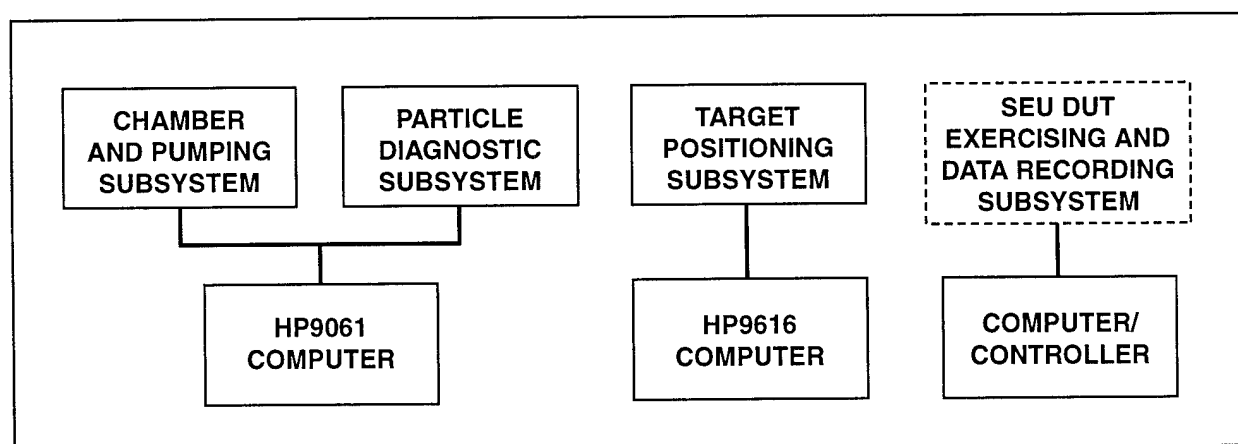 CHAMBER
AND PUMPING
SUBSYSTEM
PARTICLE
DIAGNOSTIC
SUBSYSTEM
TARGET
POSITIONING
SUBSYSTEM
SEU DUT
EXERCISING AND
DATA RECORDING
SUBSYSTEM
HP9061
COMPUTER
HP9616
COMPUTER
COMPUTER/
CONTROLLER